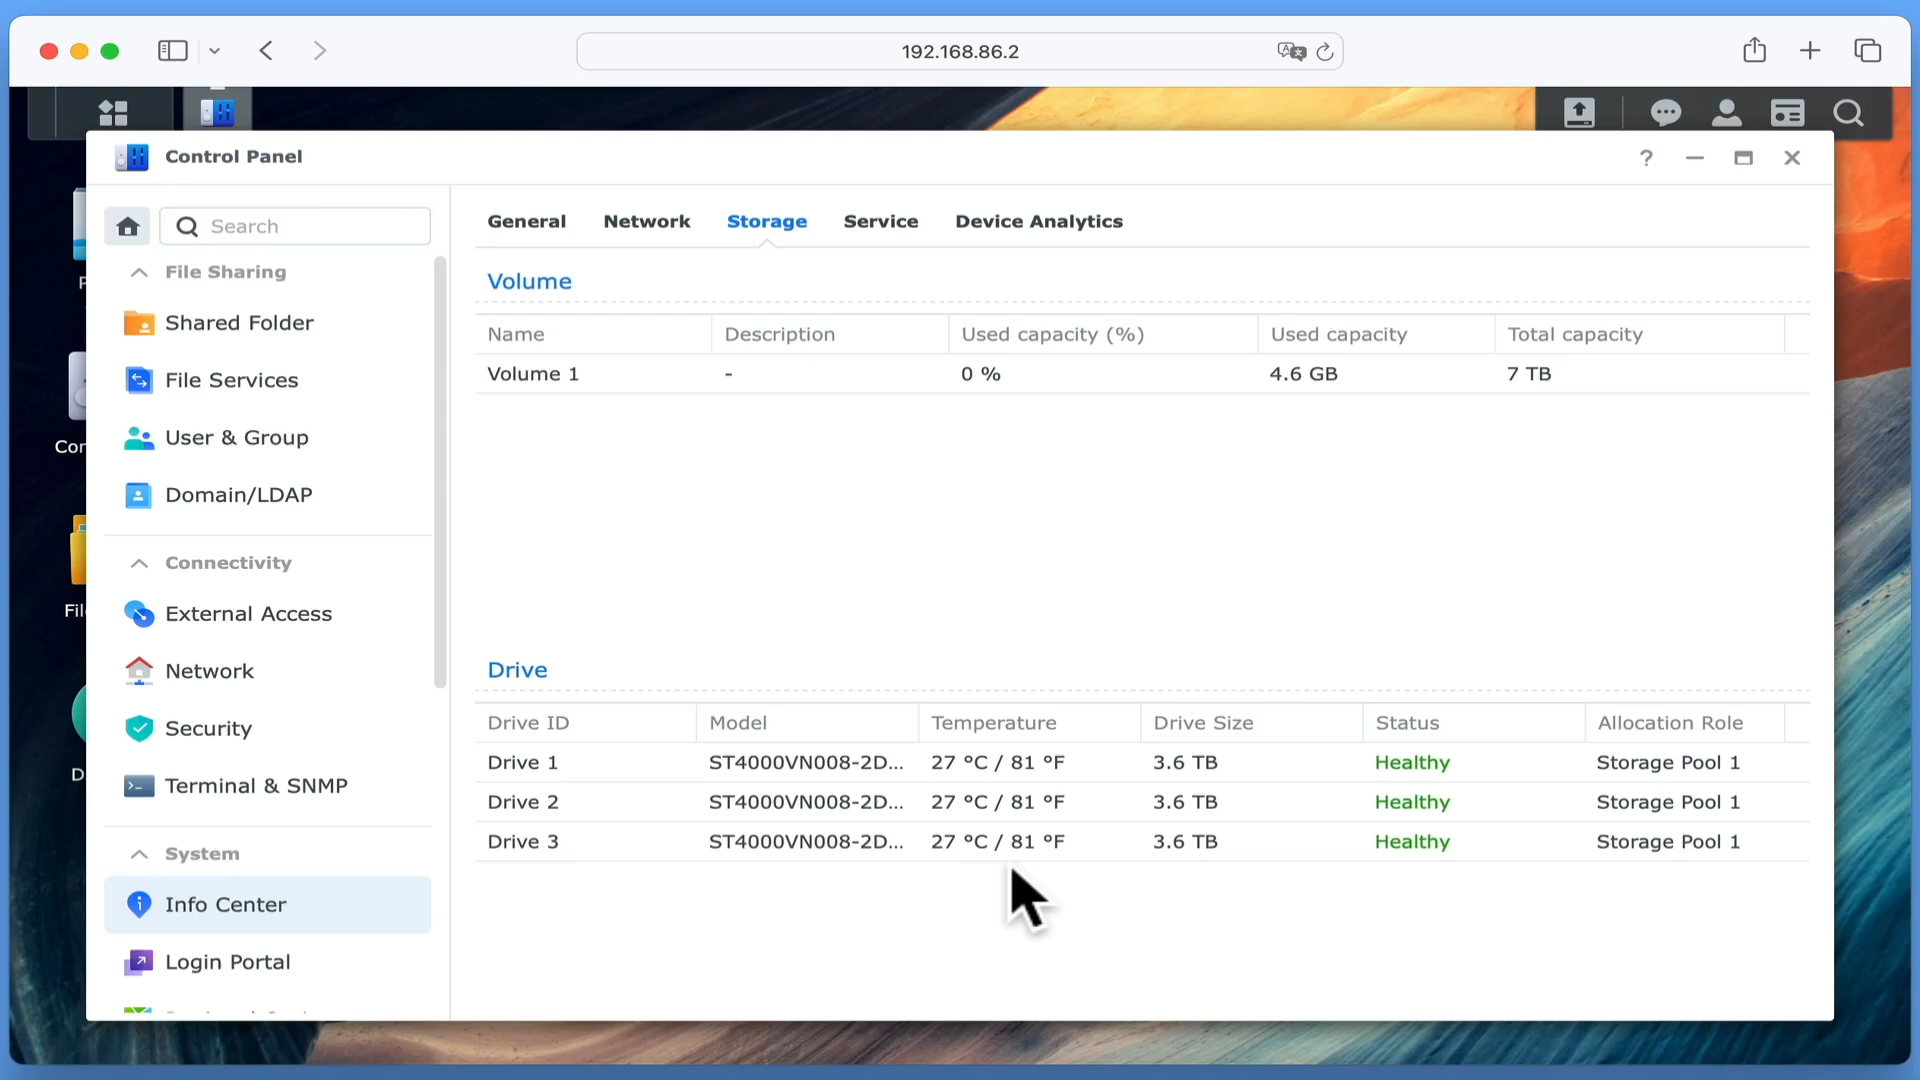 192.168.86.2
Control Panel
?
Search
General Network Storage Service Device Analytics
File Sharing
Shared Folder
File Services
User & Group
Domain/LDAP
Connectivity
External Access
Network
Security
Terminal & SNMP
System
Info Center
Login Portal
Volume
Name Description Used capacity (%) Used capacity Total capacity
Volume 1 - 0 % 4.6 GB 7 TB
Drive
Drive ID Model Temperature Drive Size Status Allocation Role
Drive 1 ST4000VN008-2D... 27 °C / 81 °F 3.6 TB Healthy Storage Pool 1
Drive 2 ST4000VN008-2D... 27 °C / 81 °F 3.6 TB Healthy Storage Pool 1
Drive 3 ST4000VN008-2D... 27 °C / 81 °F 3.6 TB Healthy Storage Pool 1